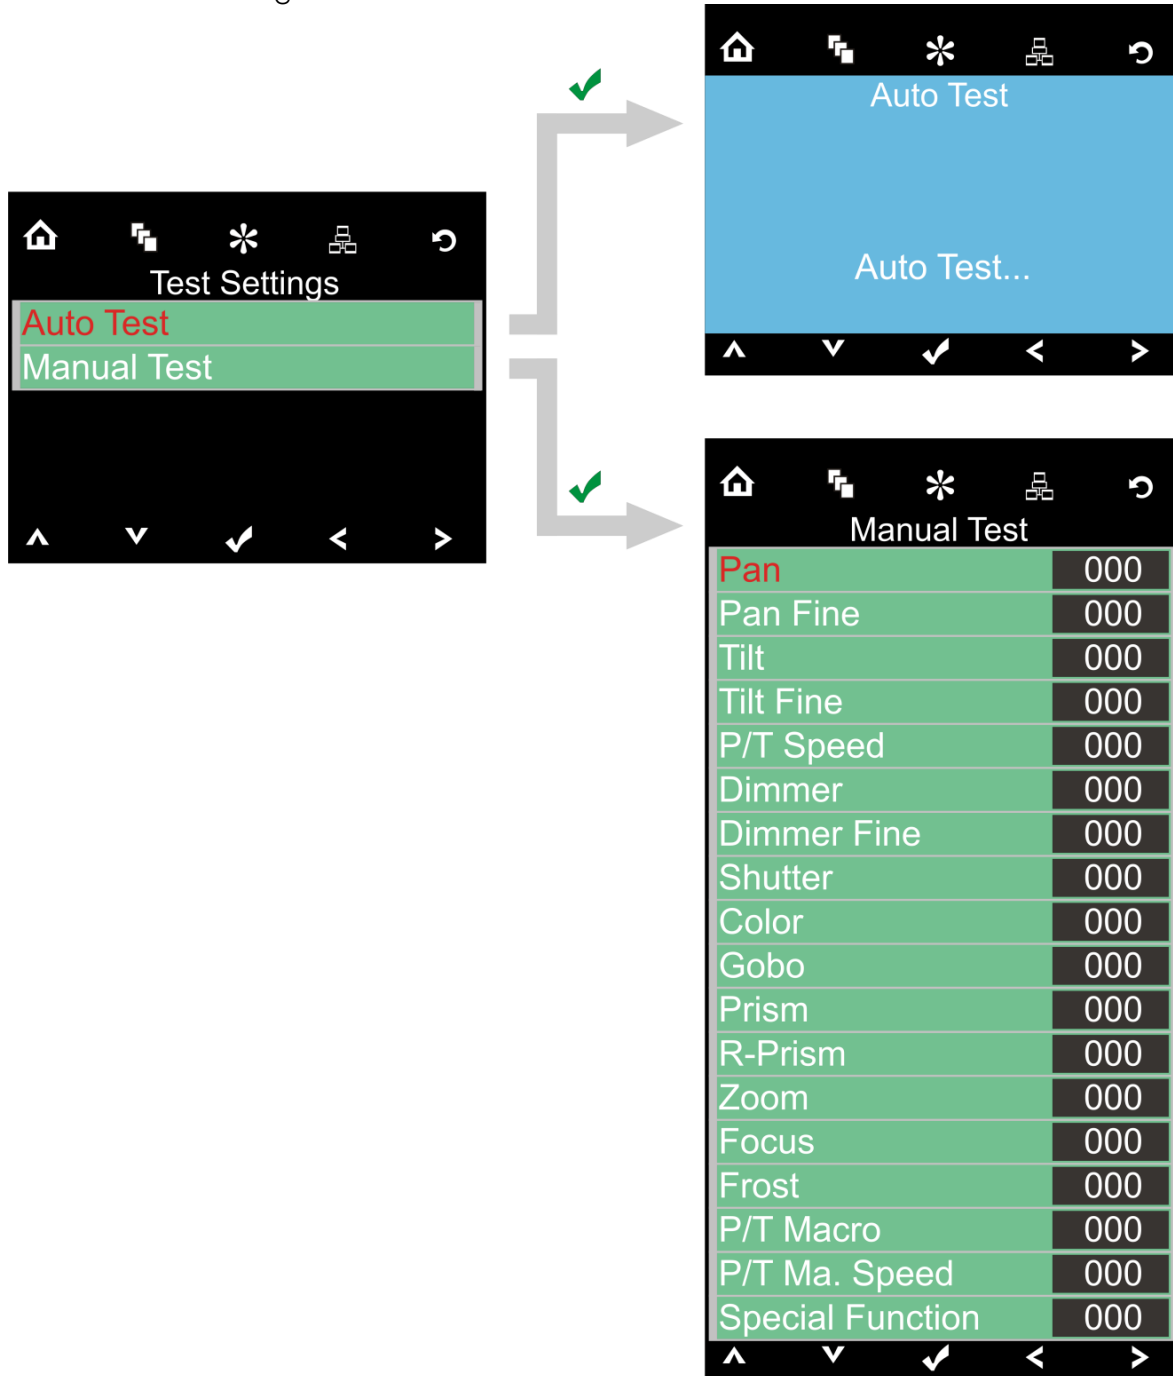 Test Settings
Auto Test
Manual Test
Auto Test
Auto Test...
Manual Test
Pan 000
Pan Fine 000
Tilt 000
Tilt Fine 000
P/T Speed 000
Dimmer 000
Dimmer Fine 000
Shutter 000
Color 000
Gobo 000
Prism 000
R-Prism 000
Zoom 000
Focus 000
Frost 000
P/T Macro 000
P/T Ma. Speed 000
Special Function 000